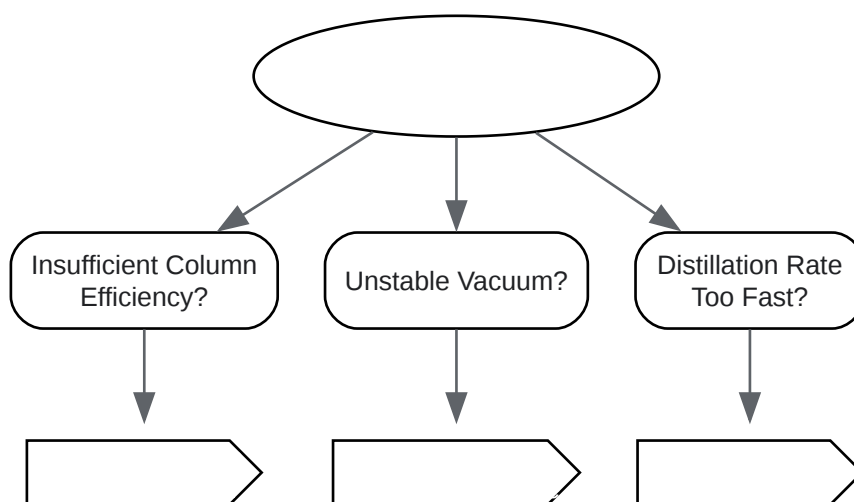 Insufficient Column
Efficiency?
Unstable Vacuum?
Distillation Rate
Too Fast?